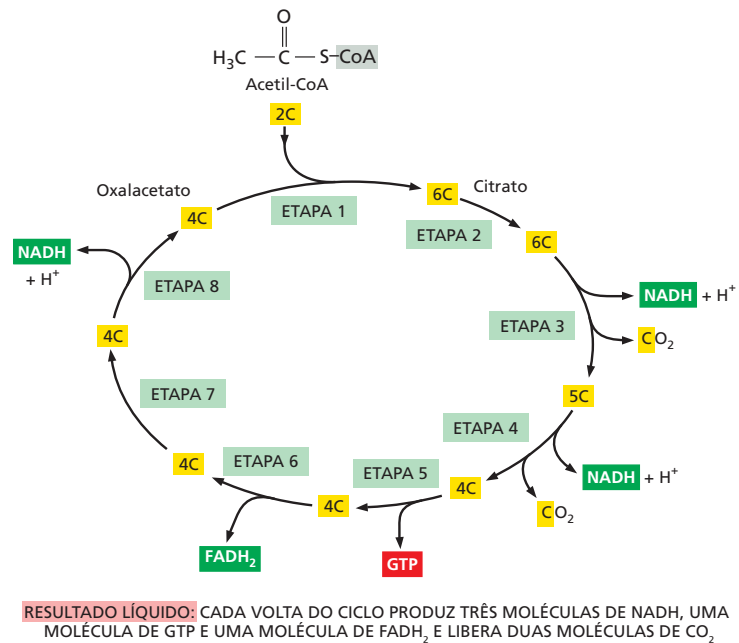 O
H₃C — C — S–CoA
Acetil-CoA
2C
Oxalacetato
4C
ETAPA 1
6C
Citrato
ETAPA 2
6C
NADH + H⁺
ETAPA 3
CO₂
5C
ETAPA 4
NADH + H⁺
CO₂
4C
ETAPA 5
GTP
4C
ETAPA 6
FADH₂
4C
ETAPA 7
4C
ETAPA 8
NADH
+ H⁺
RESULTADO LÍQUIDO: CADA VOLTA DO CICLO PRODUZ TRÊS MOLÉCULAS DE NADH, UMA
MOLÉCULA DE GTP E UMA MOLÉCULA DE FADH₂ E LIBERA DUAS MOLÉCULAS DE CO₂